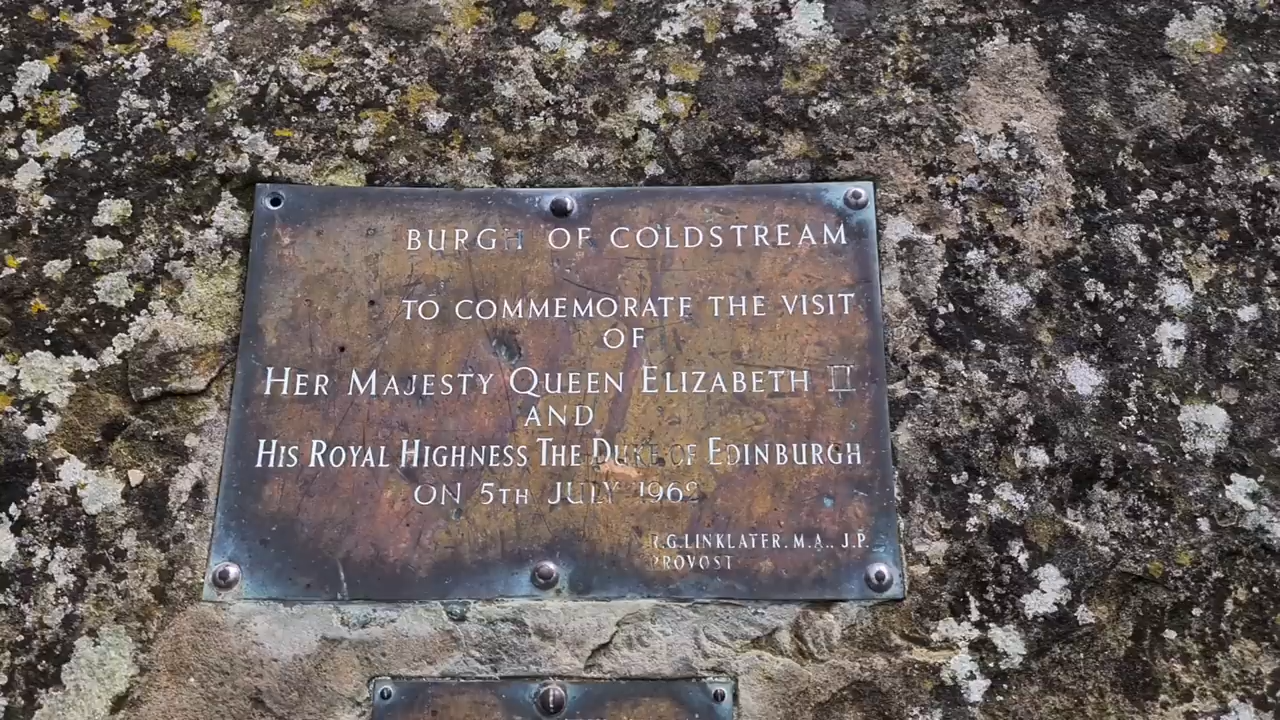 BURGH OF COLDSTREAM
TO COMMEMORATE THE VISIT
OF
HER MAJESTY QUEEN ELIZABETH II
AND
HIS ROYAL HIGHNESS THE DUKE OF EDINBURGH
ON 5TH JULY 1962
R.G. LINKLATER. M.A., J.P.
PROVOST